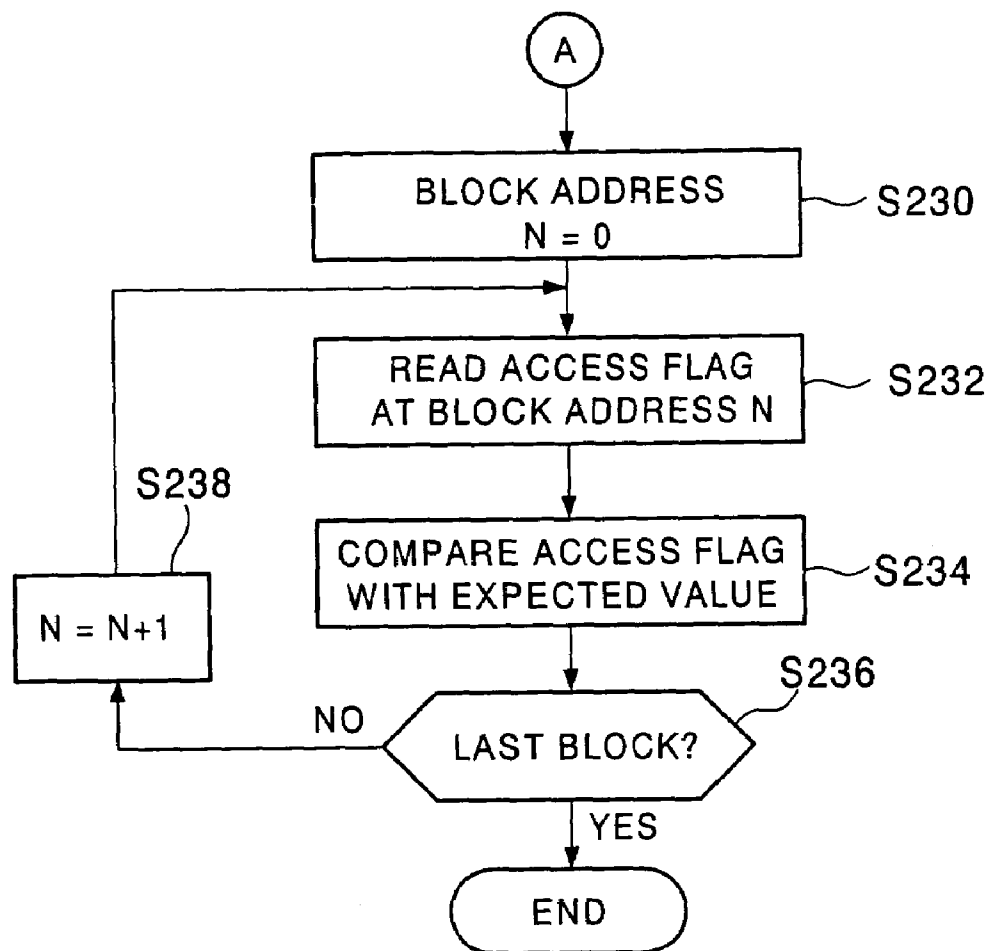 A
BLOCK ADDRESS
N = 0
S230
READ ACCESS FLAG
AT BLOCK ADDRESS N
S232
S238
COMPARE ACCESS FLAG
WITH EXPECTED VALUE
S234
N = N+1
S236
NO
LAST BLOCK?
YES
END